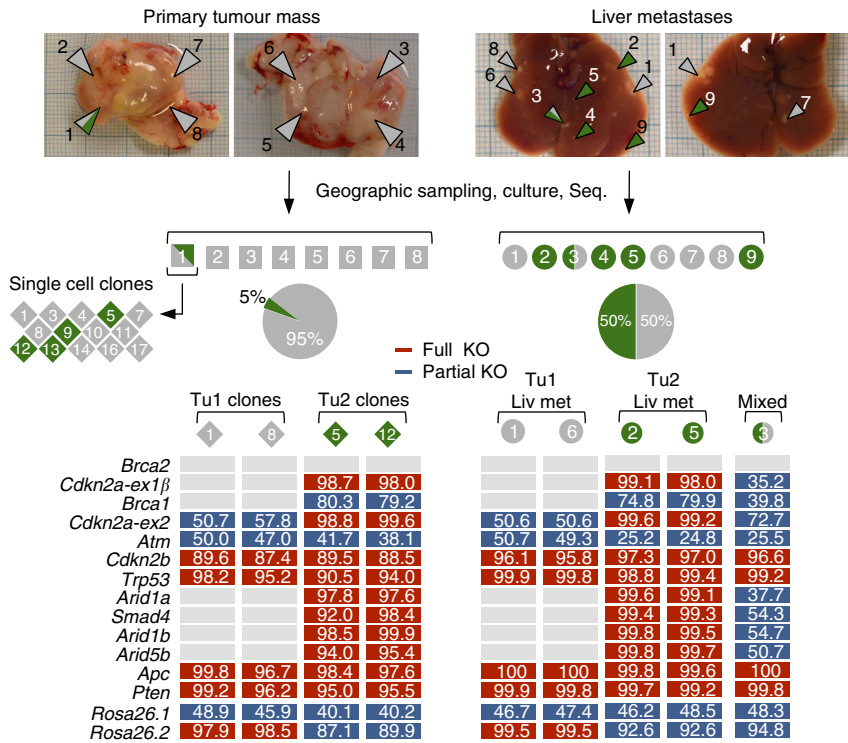 Primary tumour mass Liver metastases
2 7 1 8
6 3 5 4
8 6 3 5 4 2 1 9
1 9 7
Geographic sampling, culture, Seq.
1 2 3 4 5 6 7 8
1 2 3 4 5 6 7 8 9
Single cell clones
1 3 4 5 7
8 9 10 11
12 13 14 16 17
5% 95%
50% 50%
Full KO
Partial KO
Tu1 clones Tu2 clones Tu1 Liv met Tu2 Liv met Mixed
1 8 5 12 1 6 2 5 3
Brca2
Cdkn2a-ex1β 98.7 98.0 99.1 98.0 35.2
Brca1 80.3 79.2 74.8 79.9 39.8
Cdkn2a-ex2 50.7 57.8 98.8 99.6 50.6 50.6 99.6 99.2 72.7
Atm 50.0 47.0 41.7 38.1 50.7 49.3 25.2 24.8 25.5
Cdkn2b 89.6 87.4 89.5 88.5 96.1 95.8 97.3 97.0 96.6
Trp53 98.2 95.2 90.5 94.0 99.9 99.8 98.8 99.4 99.2
Arid1a 97.8 97.6 99.6 99.1 37.7
Smad4 92.0 98.4 99.4 99.3 54.3
Arid1b 98.5 99.9 99.8 99.5 54.7
Arid5b 94.0 95.4 99.8 99.7 50.7
Apc 99.8 96.7 98.4 97.6 100 100 99.8 99.6 100
Pten 99.2 96.2 95.0 95.5 99.9 99.8 99.7 99.2 99.8
Rosa26.1 48.9 45.9 40.1 40.2 46.7 47.4 46.2 48.5 48.3
Rosa26.2 97.9 98.5 87.1 89.9 99.5 99.5 92.6 92.6 94.8